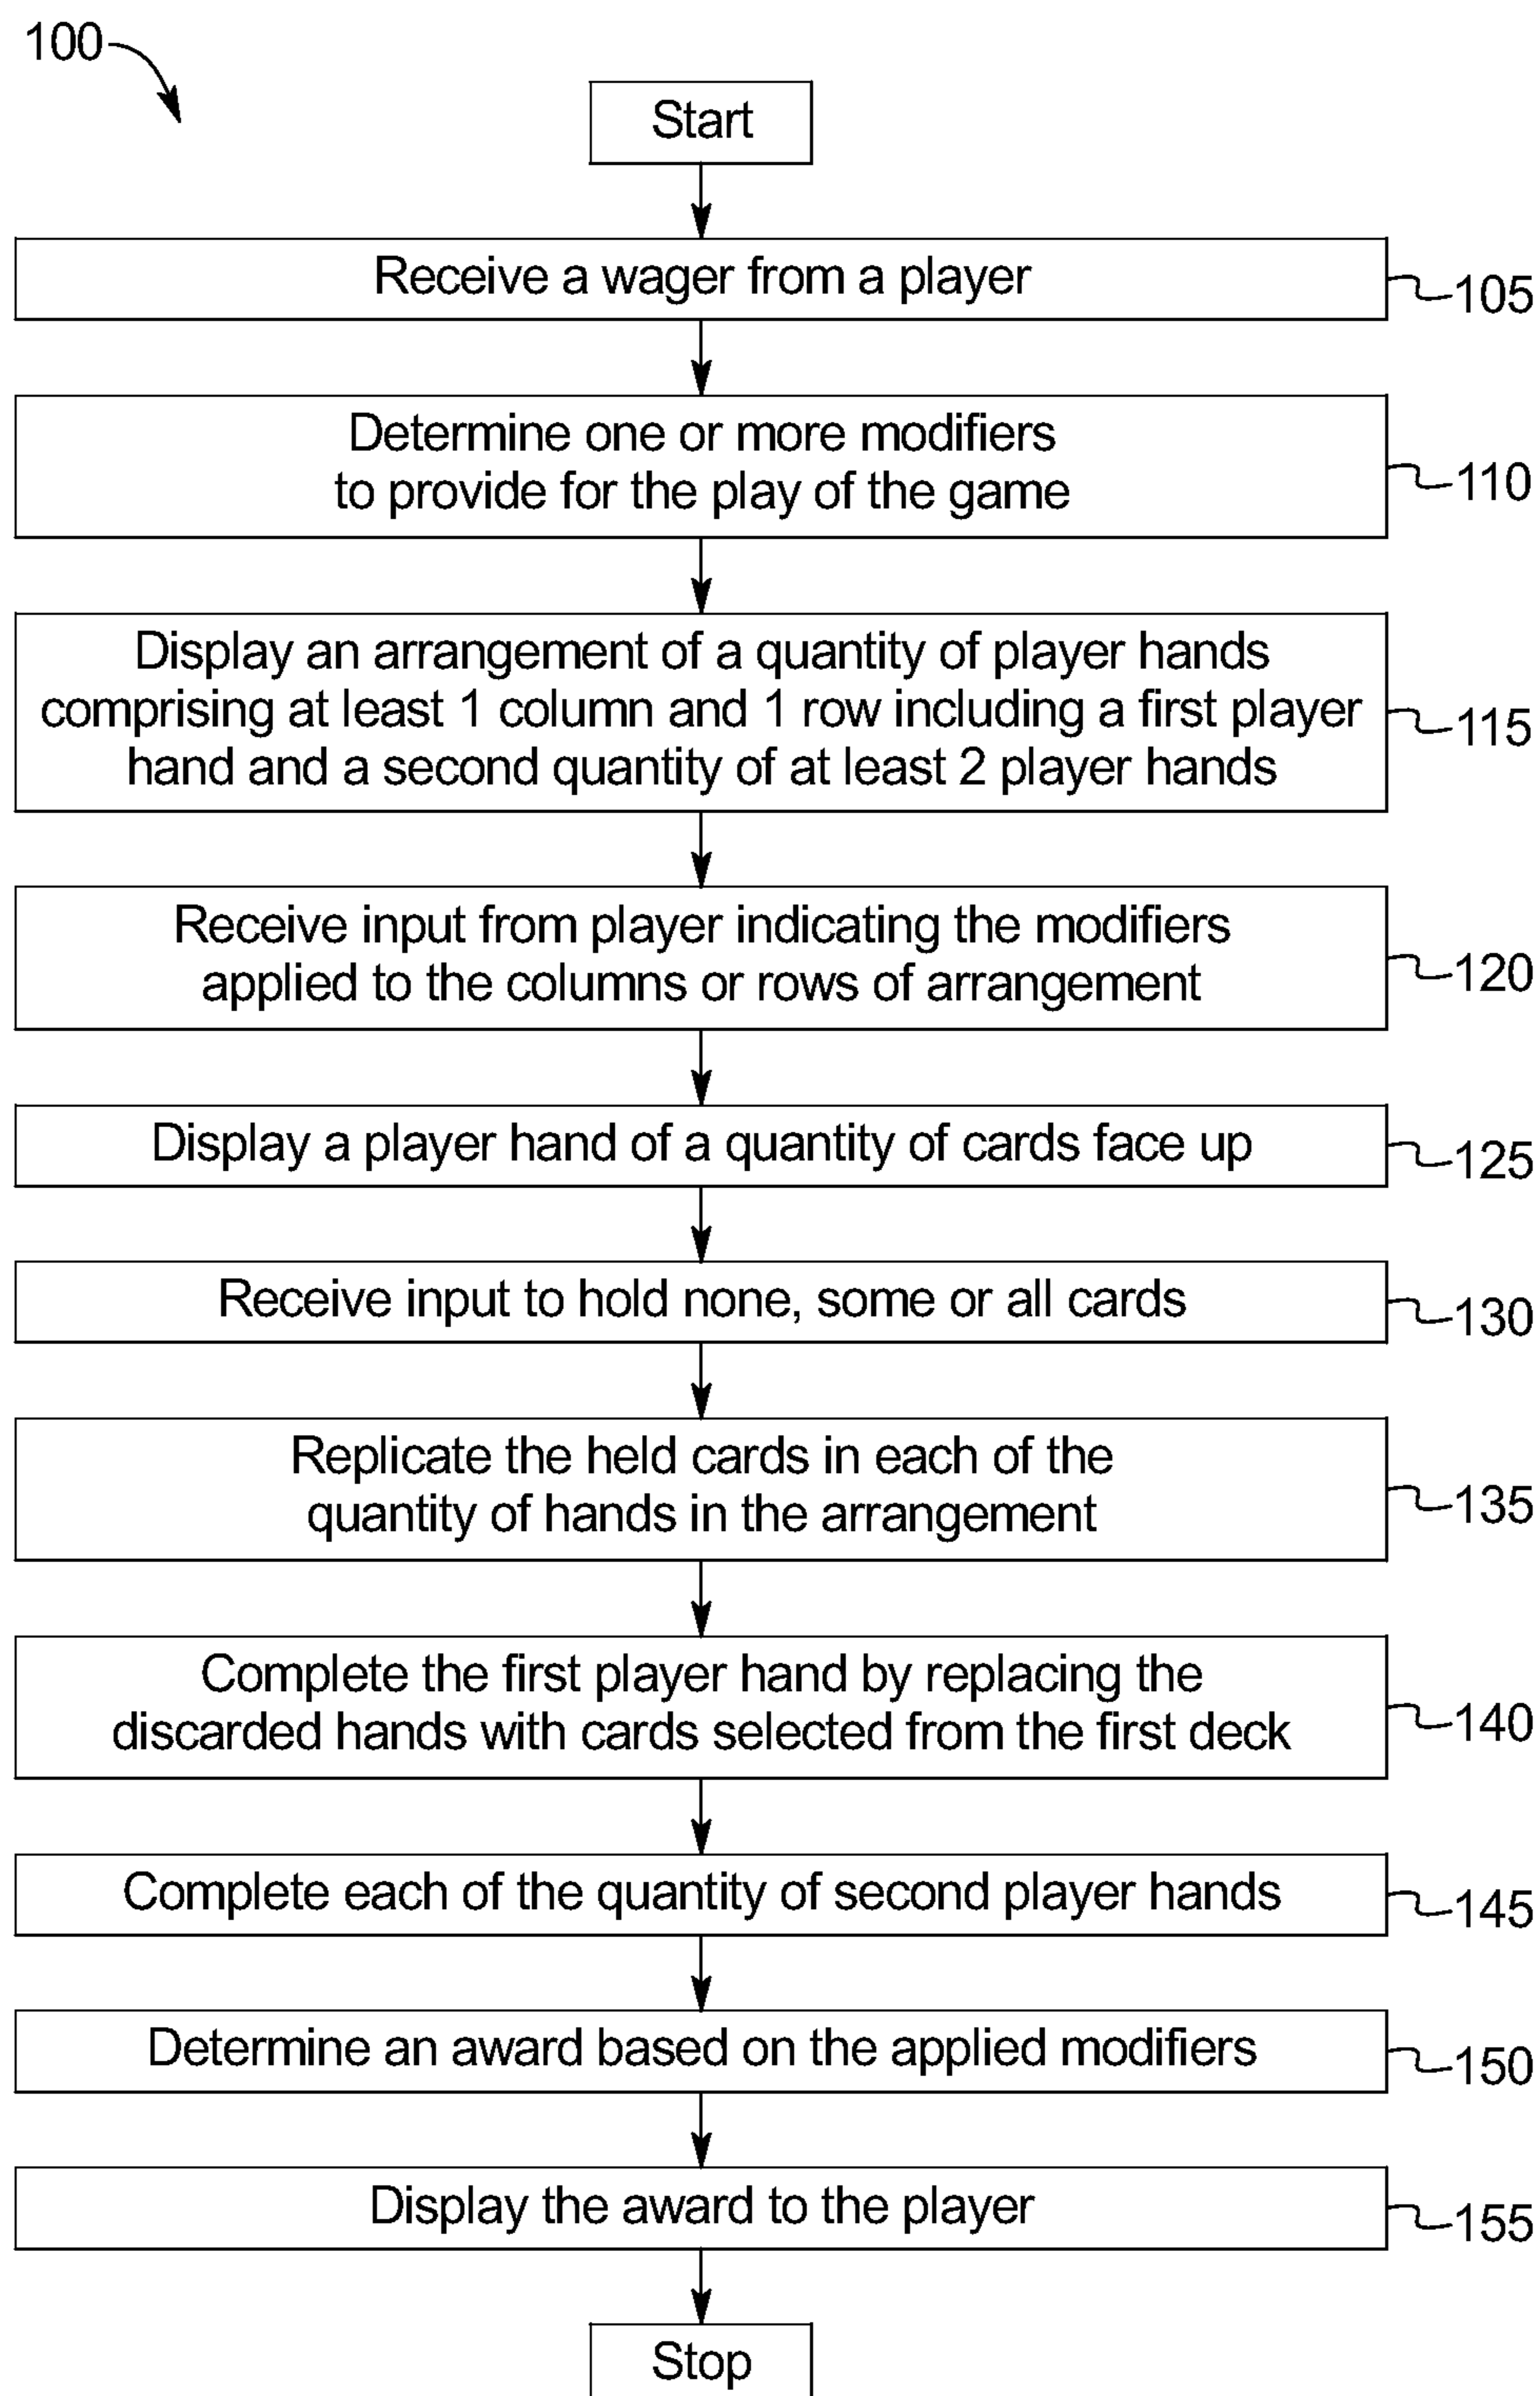 100
Start
Receive a wager from a player
105
Determine one or more modifiers
to provide for the play of the game
110
Display an arrangement of a quantity of player hands
comprising at least 1 column and 1 row including a first player
hand and a second quantity of at least 2 player hands
115
Receive input from player indicating the modifiers
applied to the columns or rows of arrangement
120
Display a player hand of a quantity of cards face up
125
Receive input to hold none, some or all cards
130
Replicate the held cards in each of the
quantity of hands in the arrangement
135
Complete the first player hand by replacing the
discarded hands with cards selected from the first deck
140
Complete each of the quantity of second player hands
145
Determine an award based on the applied modifiers
150
Display the award to the player
155
Stop